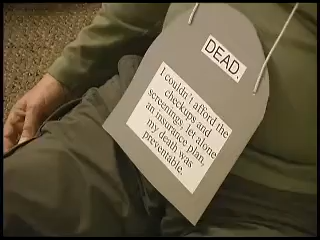 DEAD.
I couldn't afford the
checkups and
screenings, let alone
an insurance plan,
my death was
preventable.